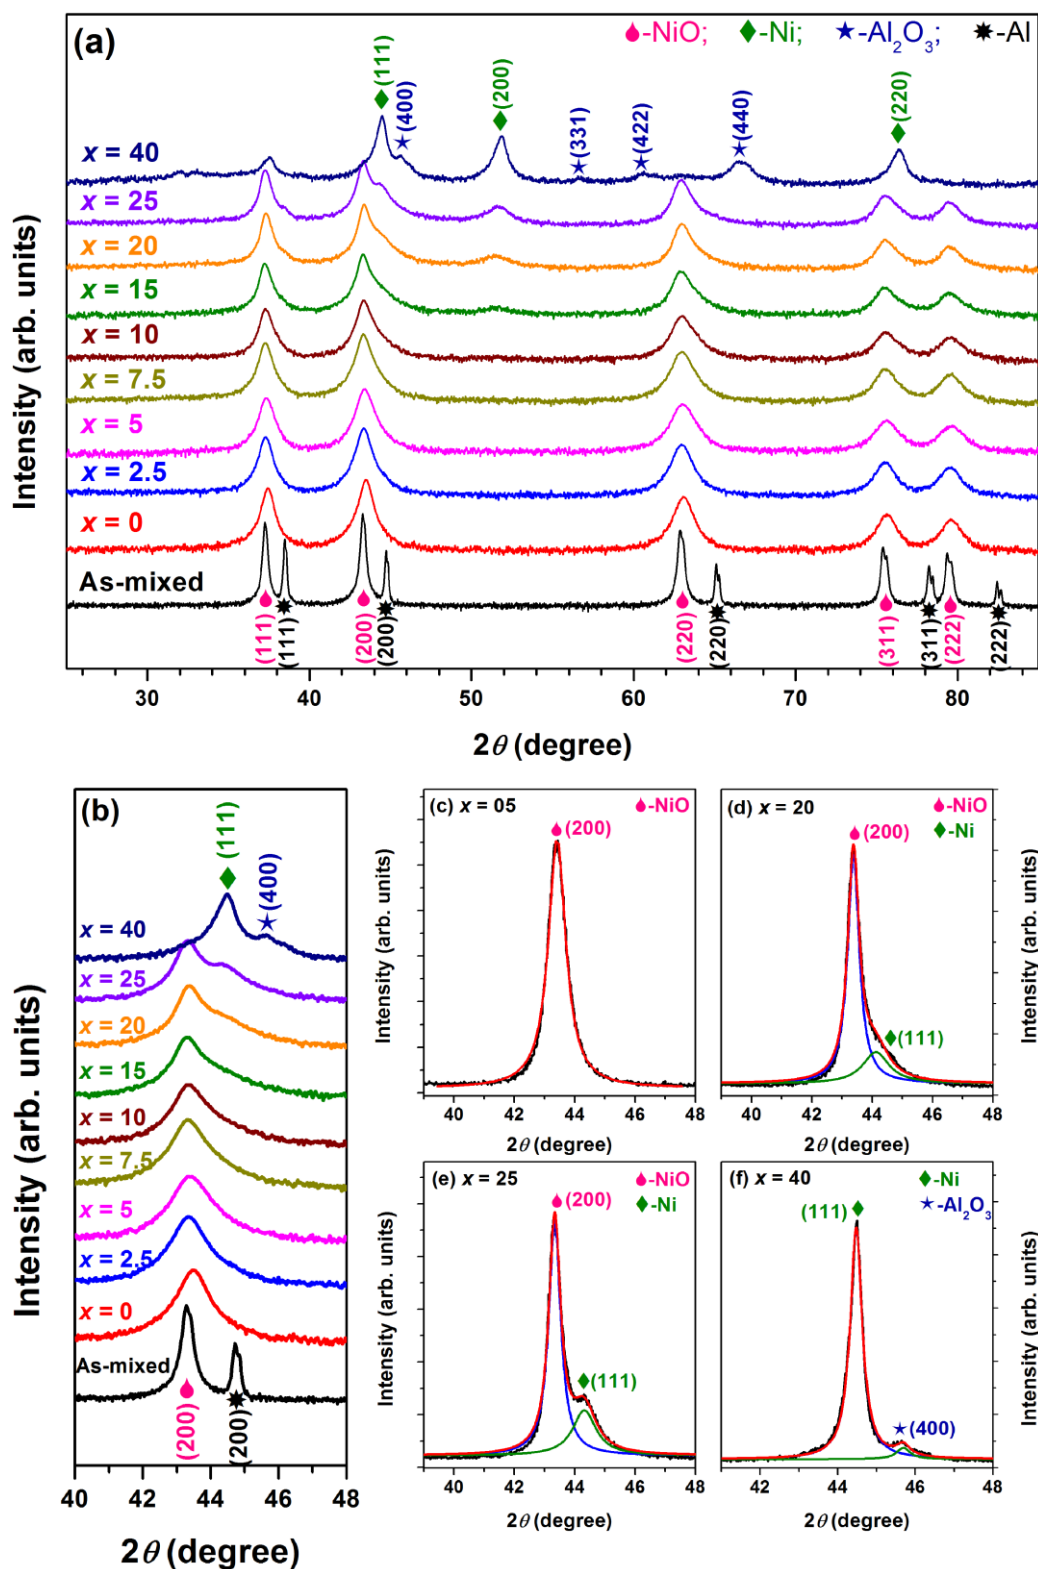 (a)
-NiO; -Ni; -Al₂O₃; -Al
(111) (400) (200) (331) (422) (440) (220)
x = 40
x = 25
x = 20
x = 15
x = 10
x = 7.5
x = 5
x = 2.5
x = 0
As-mixed
(111) (111) (200) (200) (220) (220) (311) (311) (222) (222)
30 40 50 60 70 80
2θ (degree)
Intensity (arb. units)
(b)
(111)
(400)
x = 40
x = 25
x = 20
x = 15
x = 10
x = 7.5
x = 5
x = 2.5
x = 0
As-mixed
(200) (200)
40 42 44 46 48
2θ (degree)
Intensity (arb. units)
(c) x = 05
-NiO
(200)
40 42 44 46 48
2θ (degree)
Intensity (arb. units)
(d) x = 20
-NiO
-Ni
(200)
(111)
40 42 44 46 48
2θ (degree)
Intensity (arb. units)
Intensity (arb. units)
(e) x = 25
-NiO
-Ni
(200)
(111)
40 42 44 46 48
2θ (degree)
Intensity (arb. units)
(f) x = 40
-Ni
-Al₂O₃
(111)
(400)
42 44 46 48
2θ (degree)
Intensity (arb. units)
Intensity (arb. units)